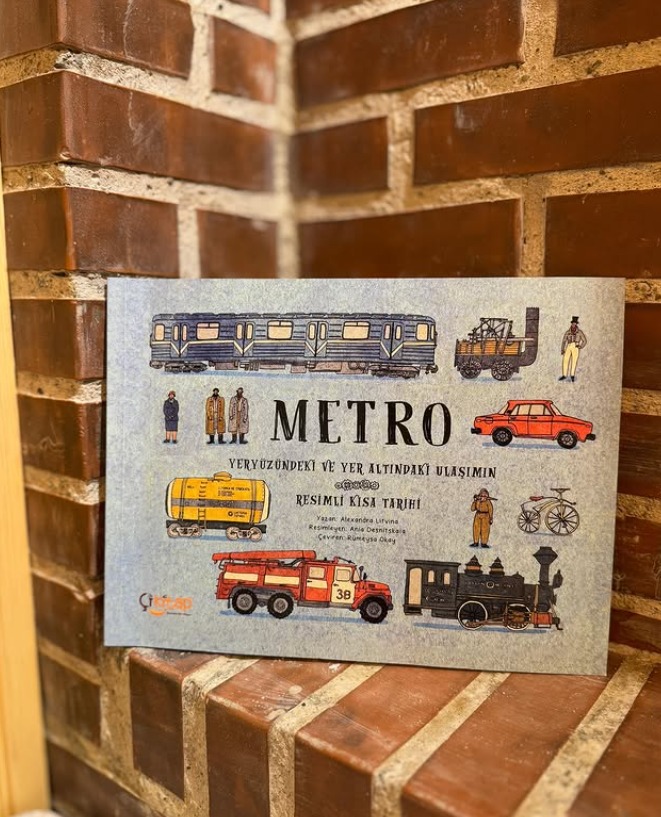 METRO
YERYÜZÜNDEKİ VE YER ALTINDAKİ ULAŞIMIN
RESİMLİ KISA TARİHİ
Yazan: Alexandra Litvina
Resimleyen: Ania Desnitskaia
Çeviren: Rümeysa Okay
38
Çikitap